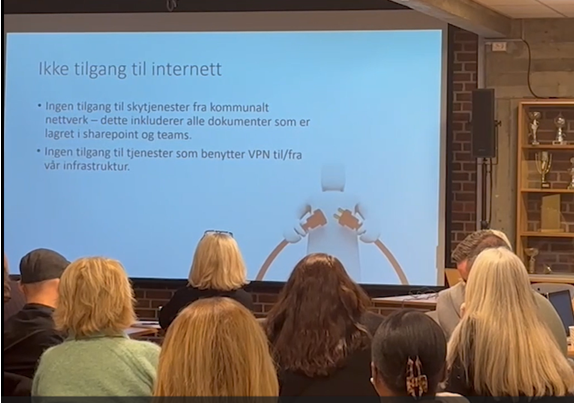 Ikke tilgang til internett
• Ingen tilgang til skytjenester fra kommunalt
nettverk – dette inkluderer alle dokumenter som er
lagret i sharepoint og teams.
• Ingen tilgang til tjenester som benytter VPN til/fra
vår infrastruktur.